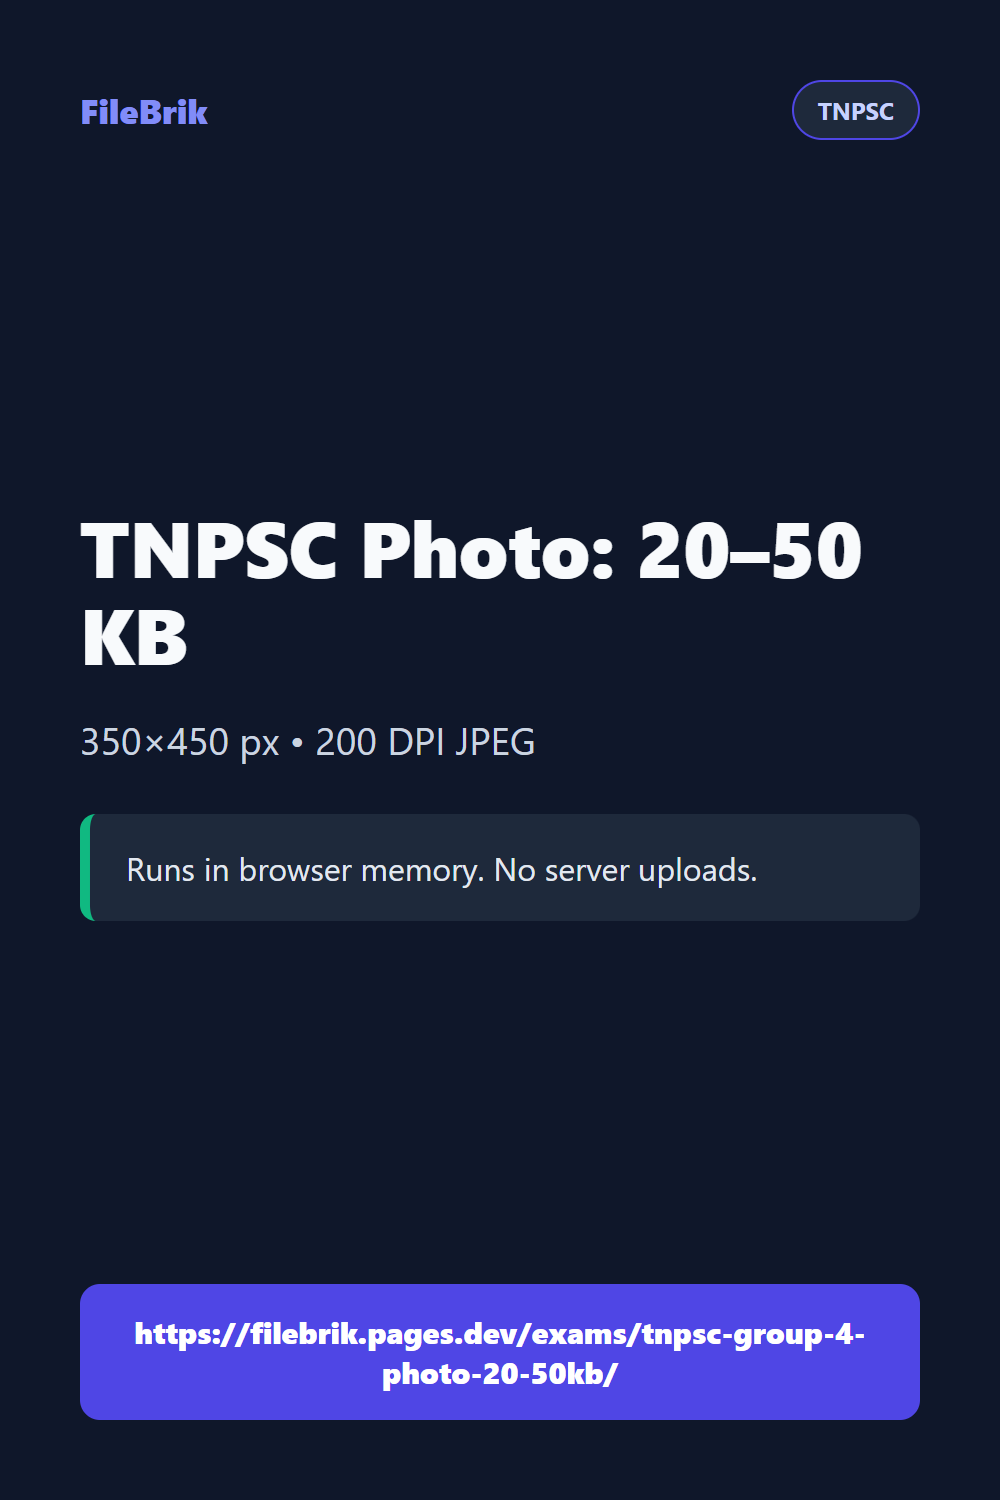 FileBrik
TNPSC
TNPSC Photo: 20–50
KB
350×450 px • 200 DPI JPEG
Runs in browser memory. No server uploads.
https://filebrik.pages.dev/exams/tnpsc-group-4-
photo-20-50kb/